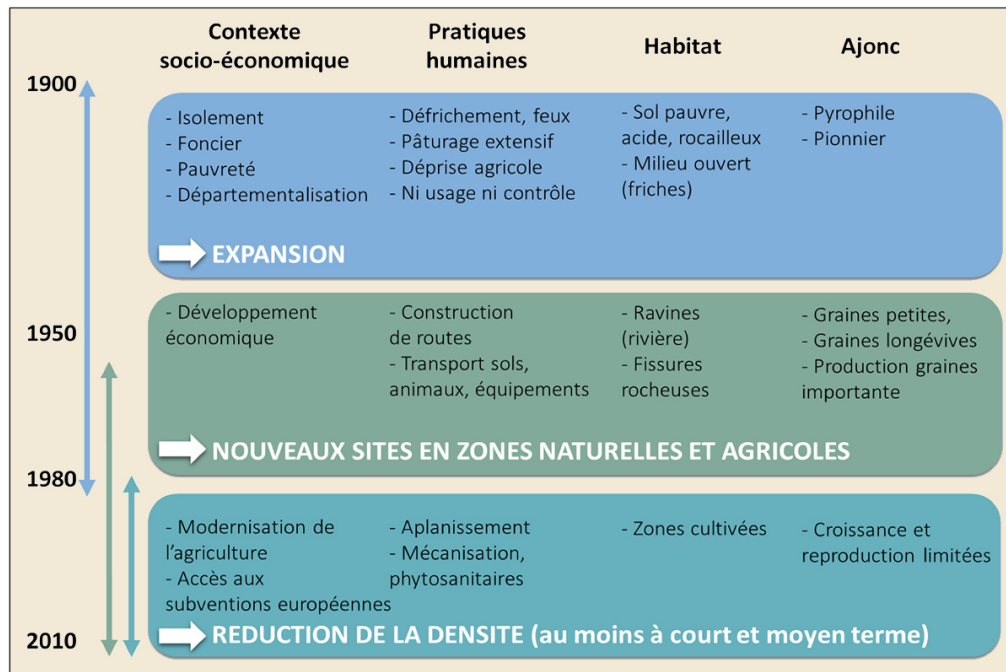 Contexte
socio-économique
Pratiques
humaines
Habitat
Ajonc
1900
- Isolement
- Foncier
- Pauvreté
- Départementalisation
- Défrichement, feux
- Pâturage extensif
- Déprise agricole
- Ni usage ni contrôle
- Sol pauvre,
acide, rocailleux
- Milieu ouvert
(friches)
- Pyrophile
- Pionnier
EXPANSION
1950
- Développement
économique
- Construction
de routes
- Transport sols,
animaux, équipements
- Ravines
(rivière)
- Fissures
rocheuses
- Graines petites,
- Graines longévives
- Production graines
importante
NOUVEAUX SITES EN ZONES NATURELLES ET AGRICOLES
1980
- Modernisation de
l’agriculture
- Accès aux
subventions européennes
- Aplanissement
- Mécanisation,
phytosanitaires
- Zones cultivées
- Croissance et
reproduction limitées
2010
REDUCTION DE LA DENSITE (au moins à court et moyen terme)